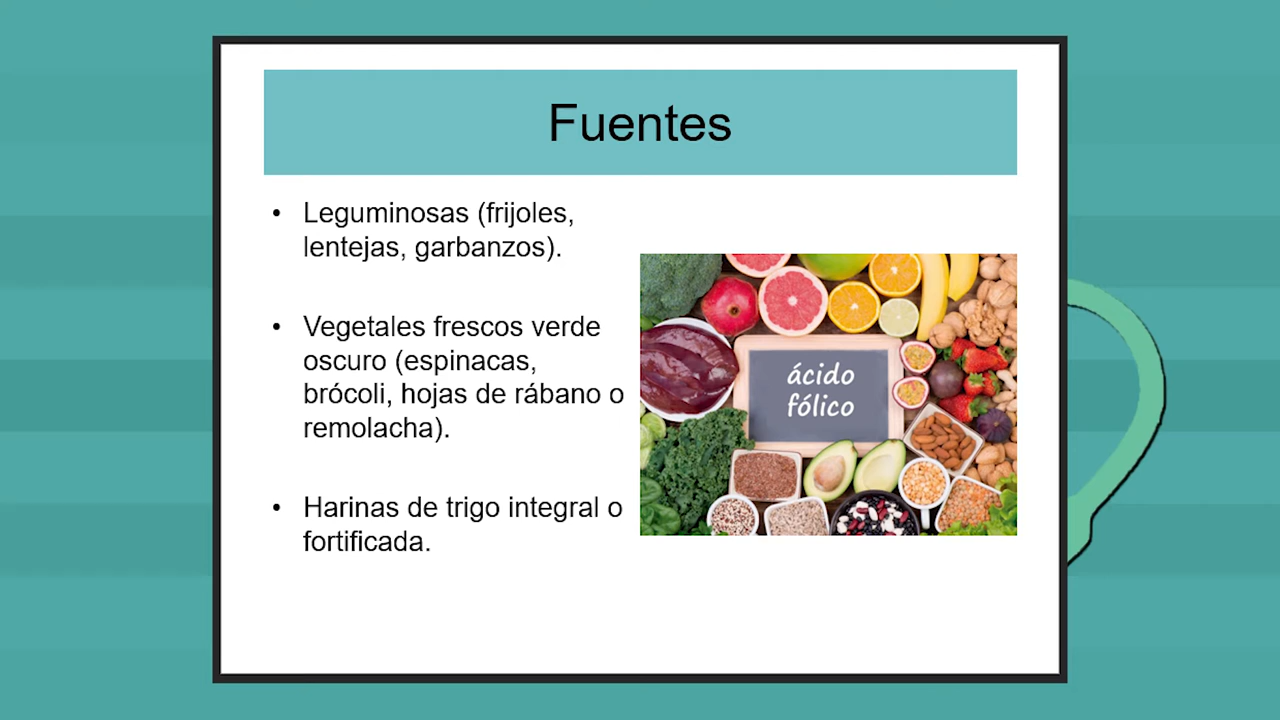 Fuentes
• Leguminosas (frijoles,
lentejas, garbanzos).
• Vegetales frescos verde
oscuro (espinacas,
brócoli, hojas de rábano o
remolacha).
• Harinas de trigo integral o
fortificada.
ácido
fólico